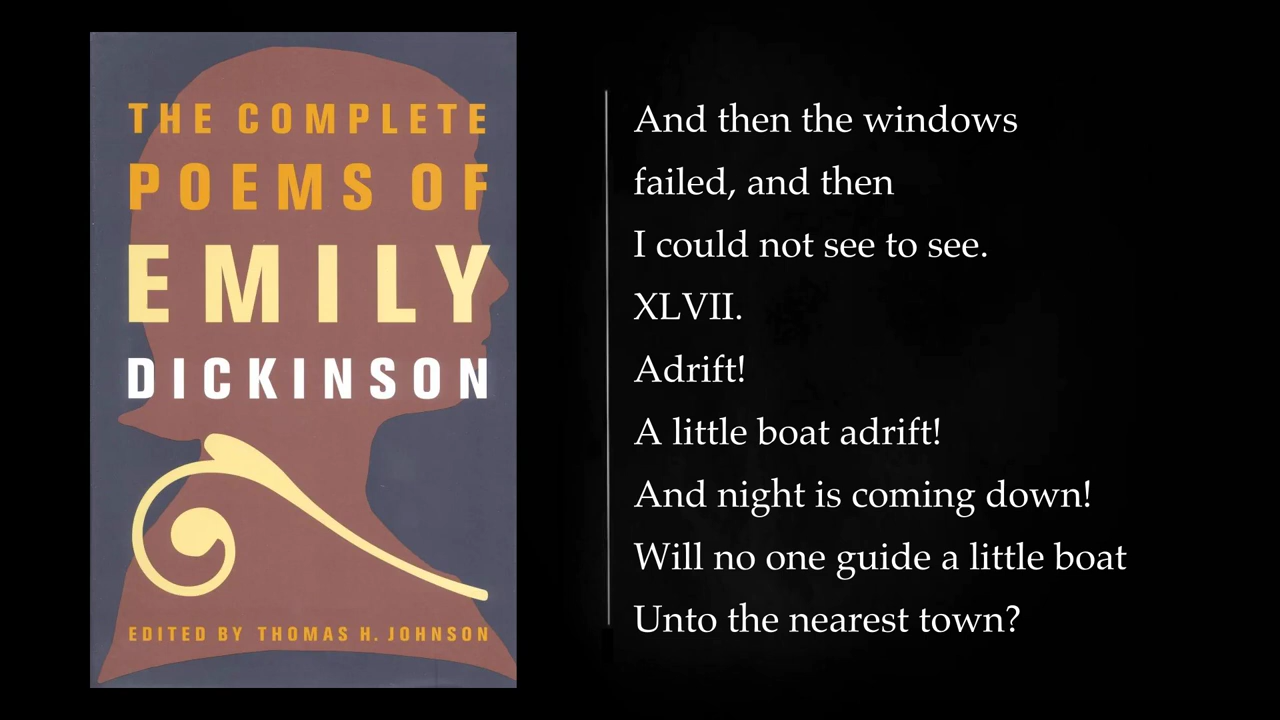 THE COMPLETE
POEMS OF
EMILY
DICKINSON
EDITED BY THOMAS H. JOHNSON
And then the windows
failed, and then
I could not see to see.
XLVII.
Adrift!
A little boat adrift!
And night is coming down!
Will no one guide a little boat
Unto the nearest town?